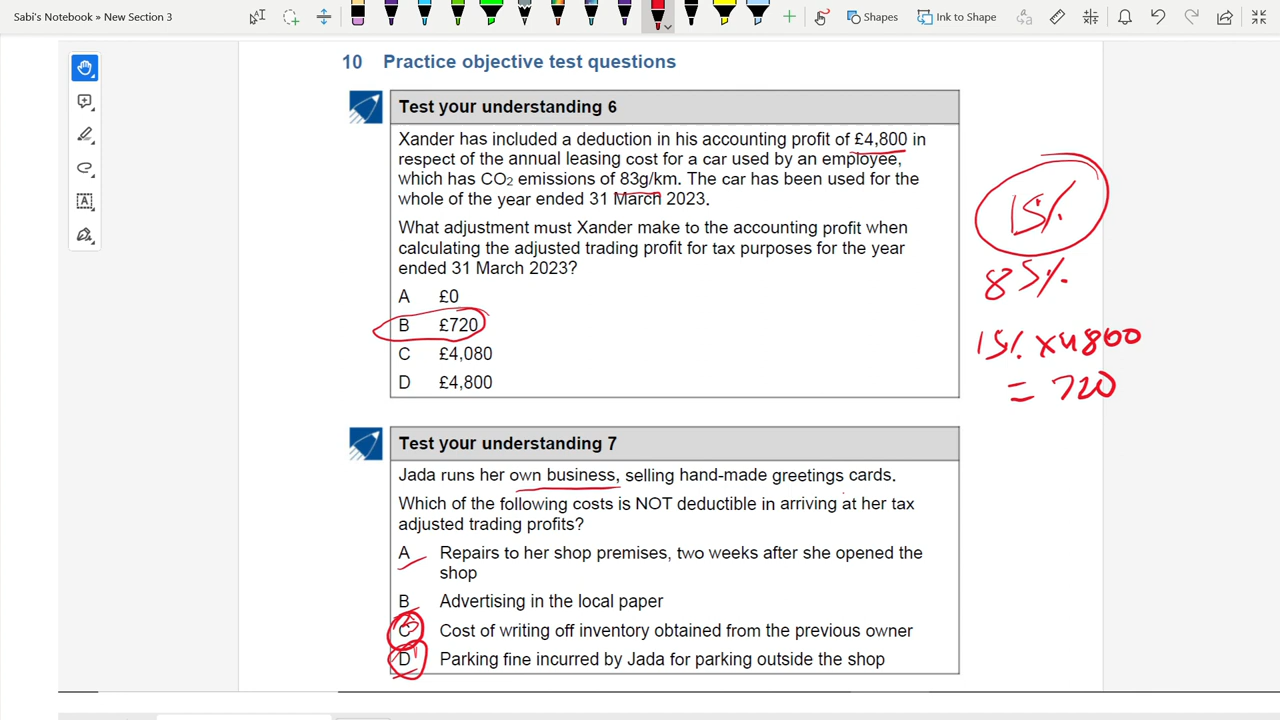 Sabi's Notebook » New Section 3
Shapes
Ink to Shape
10 Practice objective test questions
Test your understanding 6
Xander has included a deduction in his accounting profit of £4,800 in
respect of the annual leasing cost for a car used by an employee,
which has CO2 emissions of 83g/km. The car has been used for the
whole of the year ended 31 March 2023.
What adjustment must Xander make to the accounting profit when
calculating the adjusted trading profit for tax purposes for the year
ended 31 March 2023?
A £0
B £720
C £4,080
D £4,800
15%
85%
15% x 4800
= 720
Test your understanding 7
Jada runs her own business, selling hand-made greetings cards.
Which of the following costs is NOT deductible in arriving at her tax
adjusted trading profits?
A Repairs to her shop premises, two weeks after she opened the
shop
B Advertising in the local paper
C Cost of writing off inventory obtained from the previous owner
D Parking fine incurred by Jada for parking outside the shop